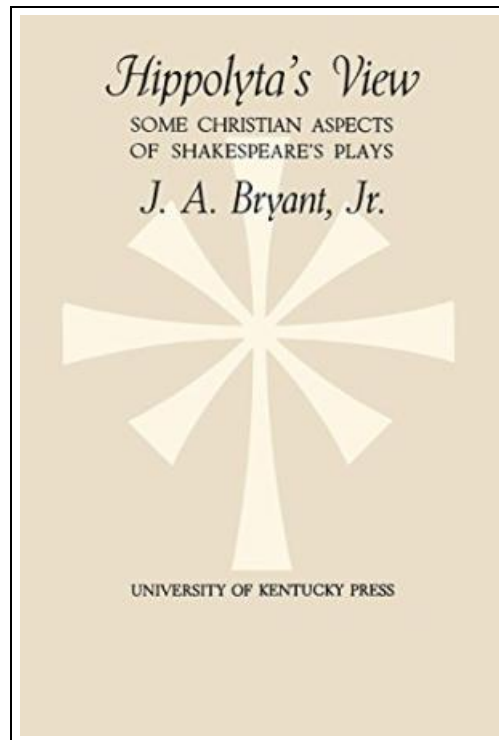 Hippolyta's View
SOME CHRISTIAN ASPECTS
OF SHAKESPEARE'S PLAYS
J. A. Bryant, Jr.
UNIVERSITY OF KENTUCKY PRESS